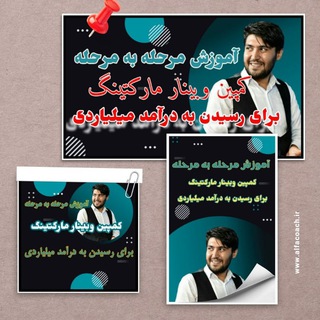 آموزش مرحله به مرحله
کمپین وبینار مارکتینگ
برای رسیدن به درآمد میلیاردی
آموزش مرحله به مرحله
کمپین وبینار مارکتینگ
برای رسیدن به درآمد میلیاردی
آموزش مرحله به مرحله
کمپین وبینار مارکتینگ
برای رسیدن به درآمد میلیاردی
www.alfacoach.ir